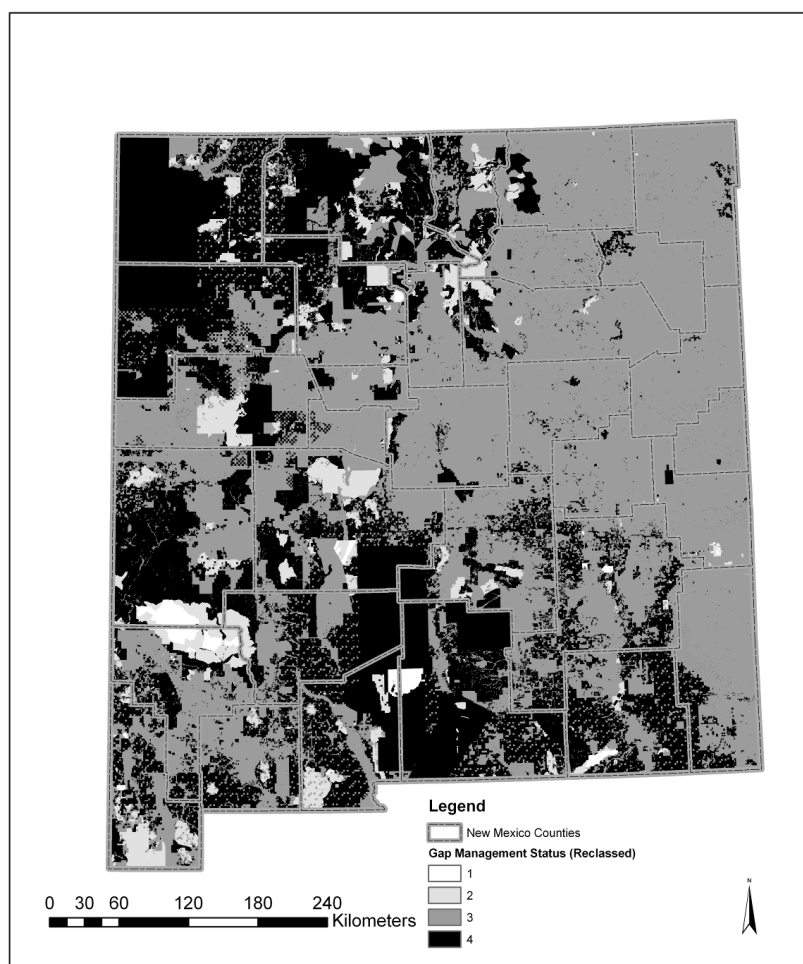 Legend
New Mexico Counties
Gap Management Status (Reclassed)
1
2
3
4
N
0 30 60 120 180 240
Kilometers